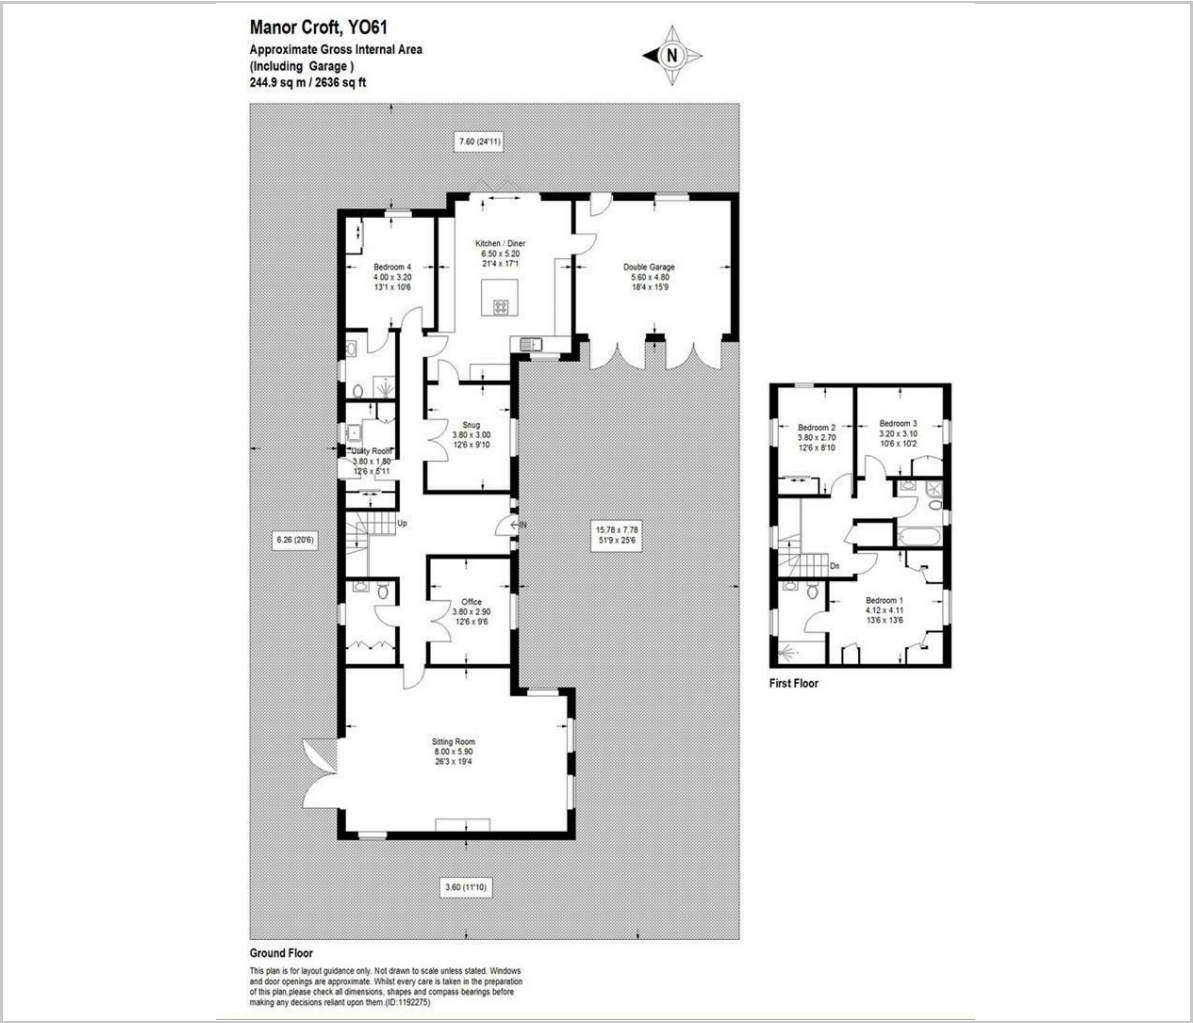 Manor Croft, YO61
Approximate Gross Internal Area
(Including Garage )
244.9 sq m / 2636 sq ft
N
7.60 (24'11)
Kitchen / Diner
6.50 x 5.20
21'4 x 17'1
Bedroom 4
4.00 x 3.20
13'1 x 10'6
Double Garage
5.60 x 4.80
18'4 x 15'9
Snug
3.80 x 3.00
12'6 x 9'10
Utility Room
3.80 x 1.80
12'6 x 5'11
Up
IN
6.26 (20'6)
15.78 x 7.78
51'9 x 25'6
Office
3.80 x 2.90
12'6 x 9'6
Sitting Room
8.00 x 5.90
26'3 x 19'4
3.60 (11'10)
Bedroom 2
3.80 x 2.70
12'6 x 8'10
Bedroom 3
3.20 x 3.10
10'6 x 10'2
Dn
Bedroom 1
4.12 x 4.11
13'6 x 13'6
First Floor
Ground Floor
This plan is for layout guidance only. Not drawn to scale unless stated. Windows
and door openings are approximate. Whilst every care is taken in the preparation
of this plan,please check all dimensions, shapes and compass bearings before
making any decisions reliant upon them.(ID:1192275)